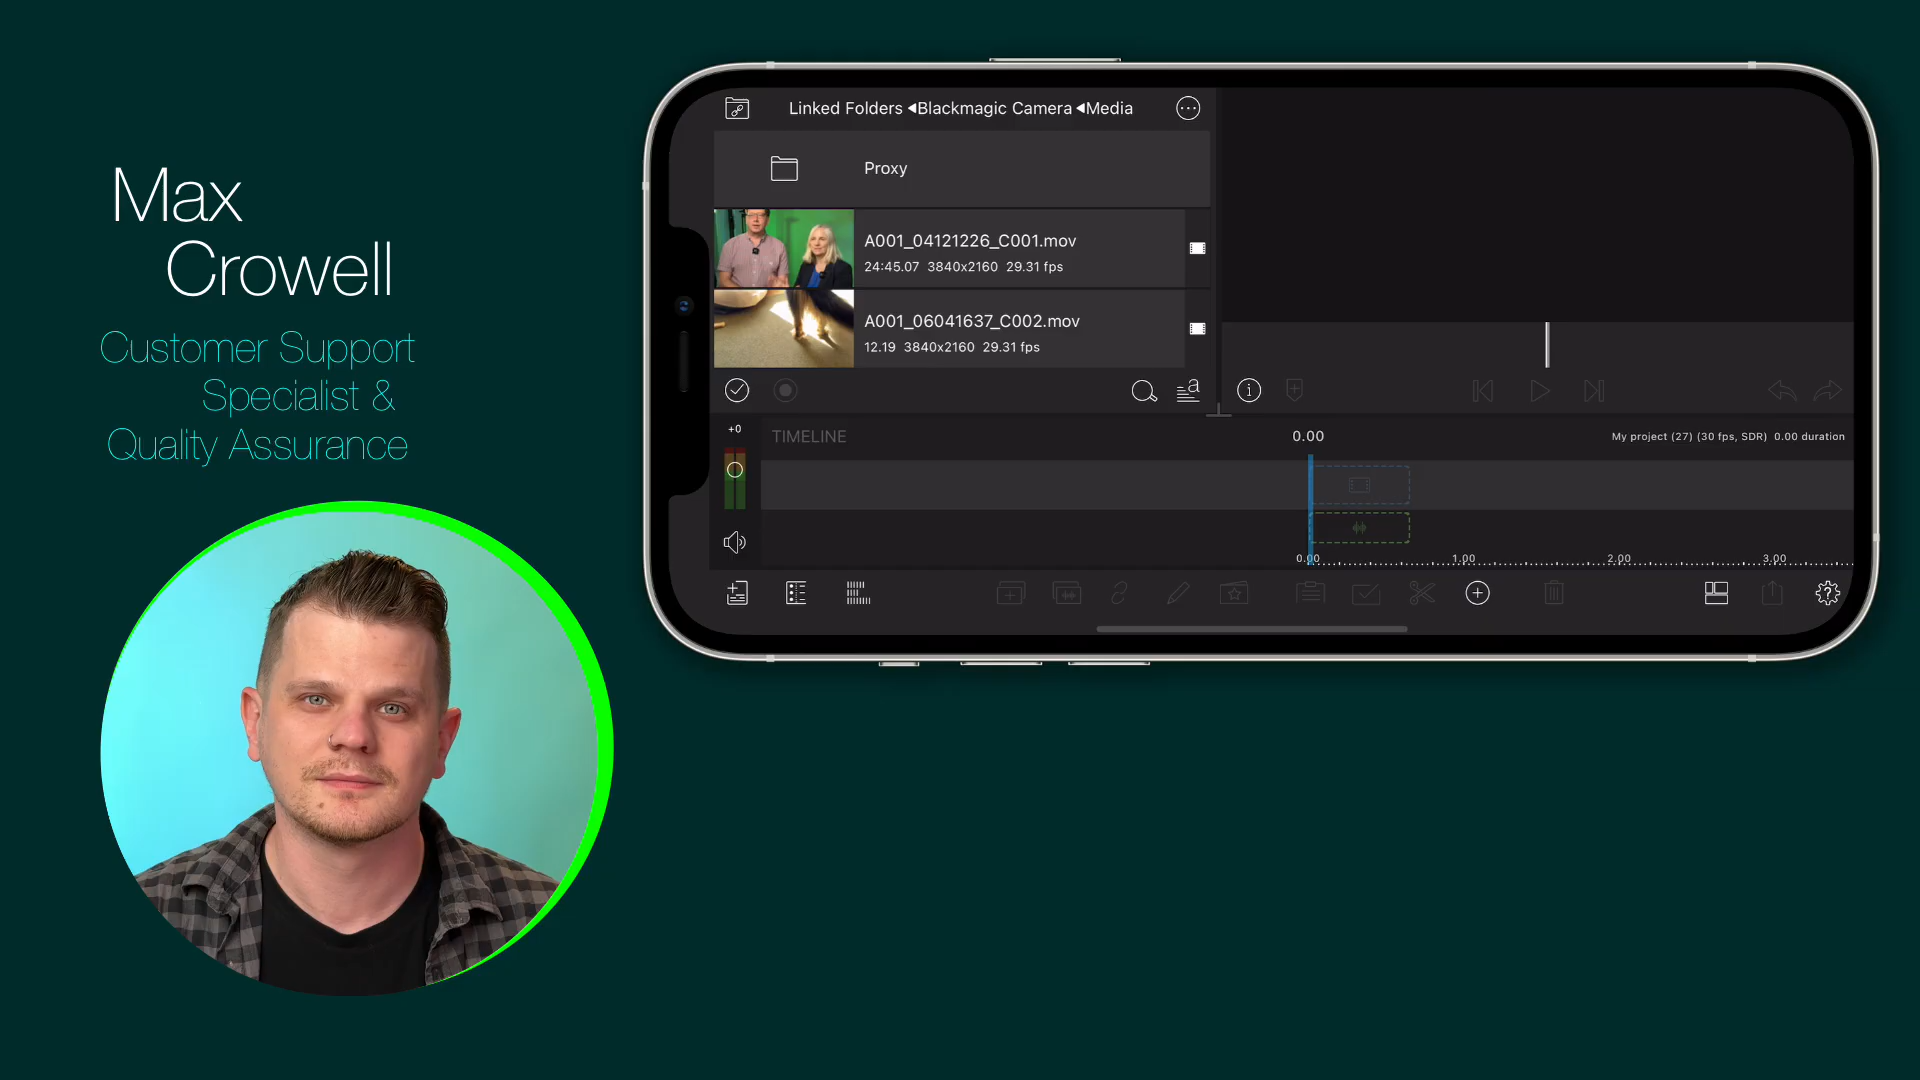 Max
Crowell
Customer Support
Specialist &
Quality Assurance
Linked Folders ◀Blackmagic Camera ◀Media
Proxy
A001_04121226_C001.mov
24:45.07 3840x2160 29.31 fps
A001_06041637_C002.mov
12.19 3840x2160 29.31 fps
+0
TIMELINE
0.00
My project (27) (30 fps, SDR) 0.00 duration
0.00 1.00 2.00 3.00